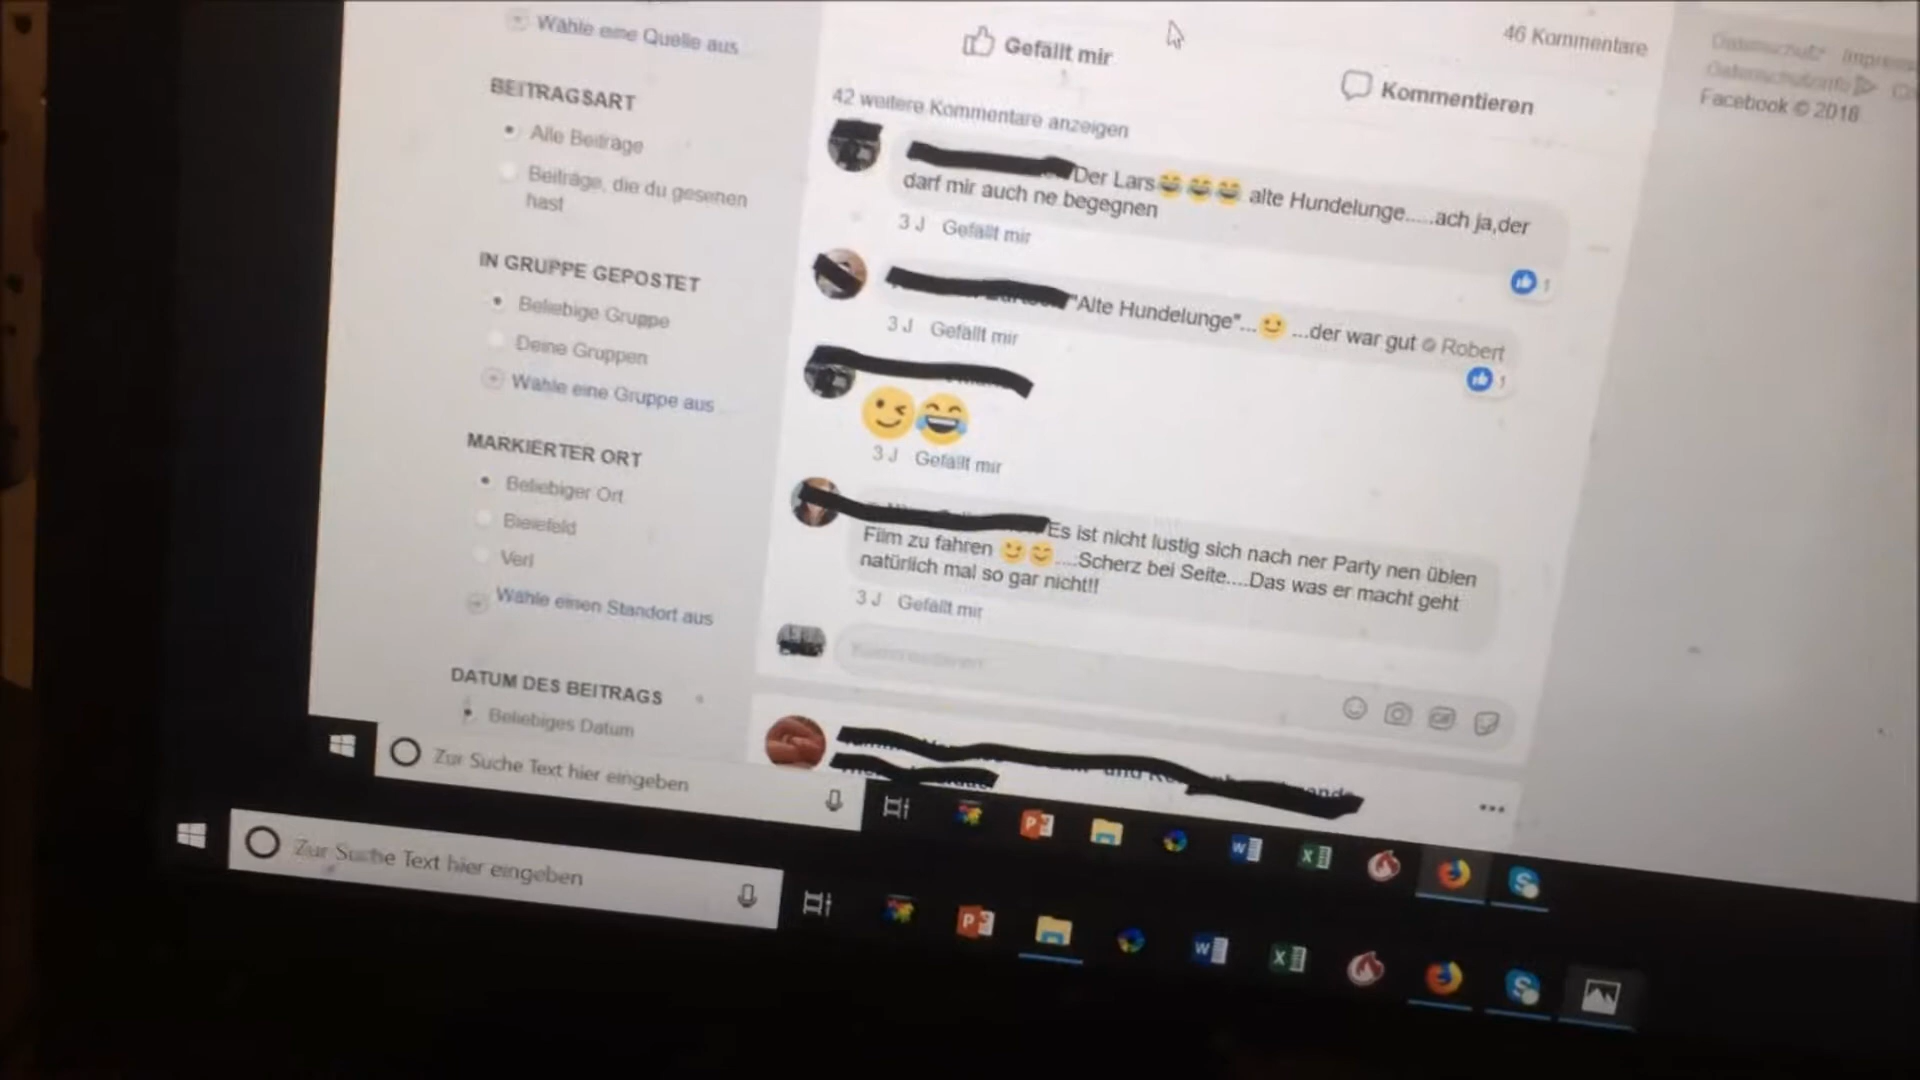 Wähle eine Quelle aus
BEITRAGSART
Alle Beiträge
Beiträge, die du gesehen
hast
IN GRUPPE GEPOSTET
Beliebige Gruppe
Deine Gruppen
Wähle eine Gruppe aus
MARKIERTER ORT
Beliebiger Ort
Bielefeld
Verl
Wähle einen Standort aus
DATUM DES BEITRAGS
Beliebiges Datum
Gefällt mir
46 Kommentare
Kommentieren
42 weitere Kommentare anzeigen
Der Lars😂😂😂 alte Hundelunge.....ach ja,der
darf mir auch ne begegnen
3 J Gefällt mir
1
"Alte Hundelunge"...🙂 ...der war gut Robert
3 J Gefällt mir
1
😉😂
3 J Gefällt mir
Es ist nicht lustig sich nach ner Party nen üblen
Film zu fahren 😉😊....Scherz bei Seite....Das was er macht geht
natürlich mal so gar nicht!!
3 J Gefällt mir
Kommentieren
und
Datenschutz Impressum
Facebook © 2018
Zur Suche Text hier eingeben
Zur Suche Text hier eingeben